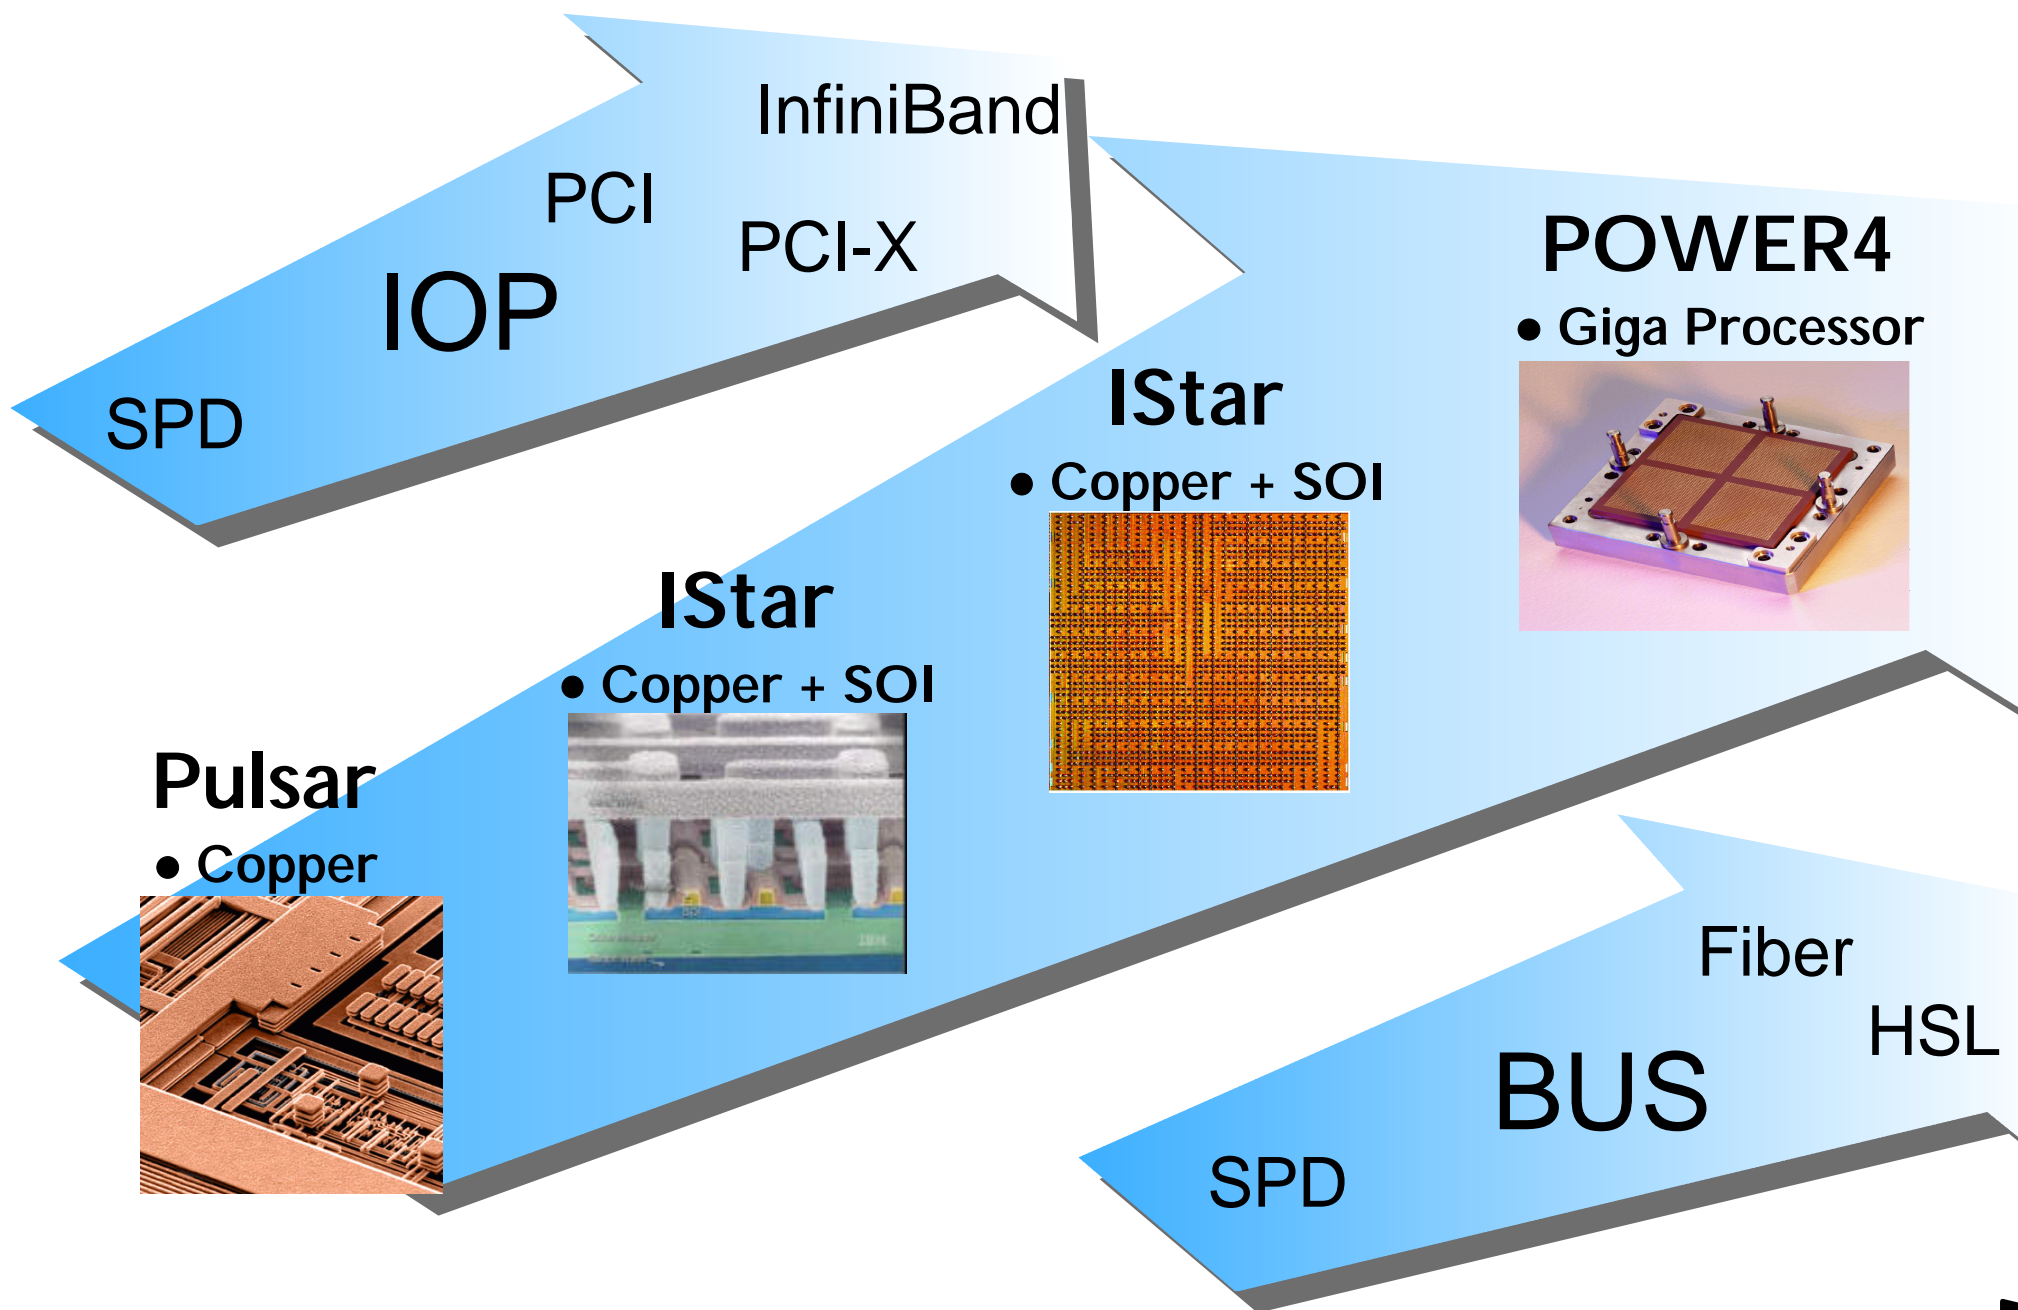 InfiniBand
PCI
PCI-X
IOP
SPD
POWER4
● Giga Processor
IStar
● Copper + SOI
IStar
● Copper + SOI
Pulsar
● Copper
IBM
Fiber
HSL
BUS
SPD